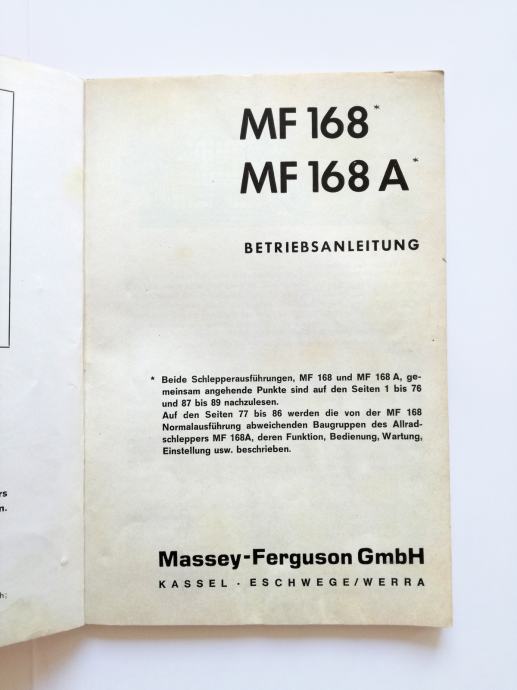 MF 168*
MF 168 A*
BETRIEBSANLEITUNG
* Beide Schlepperausführungen, MF 168 und MF 168 A, ge-
meinsam angehende Punkte sind auf den Seiten 1 bis 76
und 87 bis 89 nachzulesen.
Auf den Seiten 77 bis 86 werden die von der MF 168
Normalausführung abweichenden Baugruppen des Allrad-
schleppers MF 168A, deren Funktion, Bedienung, Wartung,
Einstellung usw. beschrieben.
Massey-Ferguson GmbH
KASSEL · ESCHWEGE/WERRA